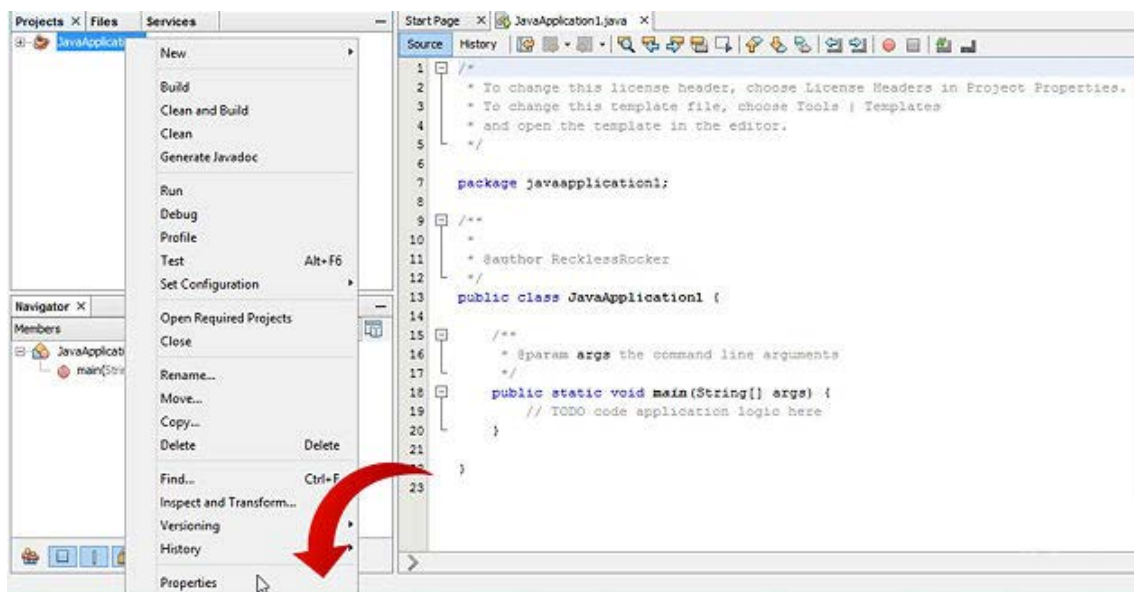 Projects Files Services
JavaApplicati
New
Build
Clean and Build
Clean
Generate Javadoc
Run
Debug
Profile
Test Alt+F6
Set Configuration
Open Required Projects
Close
Rename...
Move...
Copy...
Delete Delete
Find... Ctrl+F
Inspect and Transform...
Versioning
History
Properties
Navigator
Members
JavaApplicati
main(Strin
Start Page JavaApplication1.java
Source History
1 /*
2 * To change this license header, choose License Headers in Project Properties.
3 * To change this template file, choose Tools | Templates
4 * and open the template in the editor.
5 */
6
7 package javaapplication1;
8
9 /**
10 *
11 * @author RecklessRocker
12 */
13 public class JavaApplication1 {
14
15 /**
16 * @param args the command line arguments
17 */
18 public static void main(String[] args) {
19 // TODO code application logic here
20 }
21
}
23